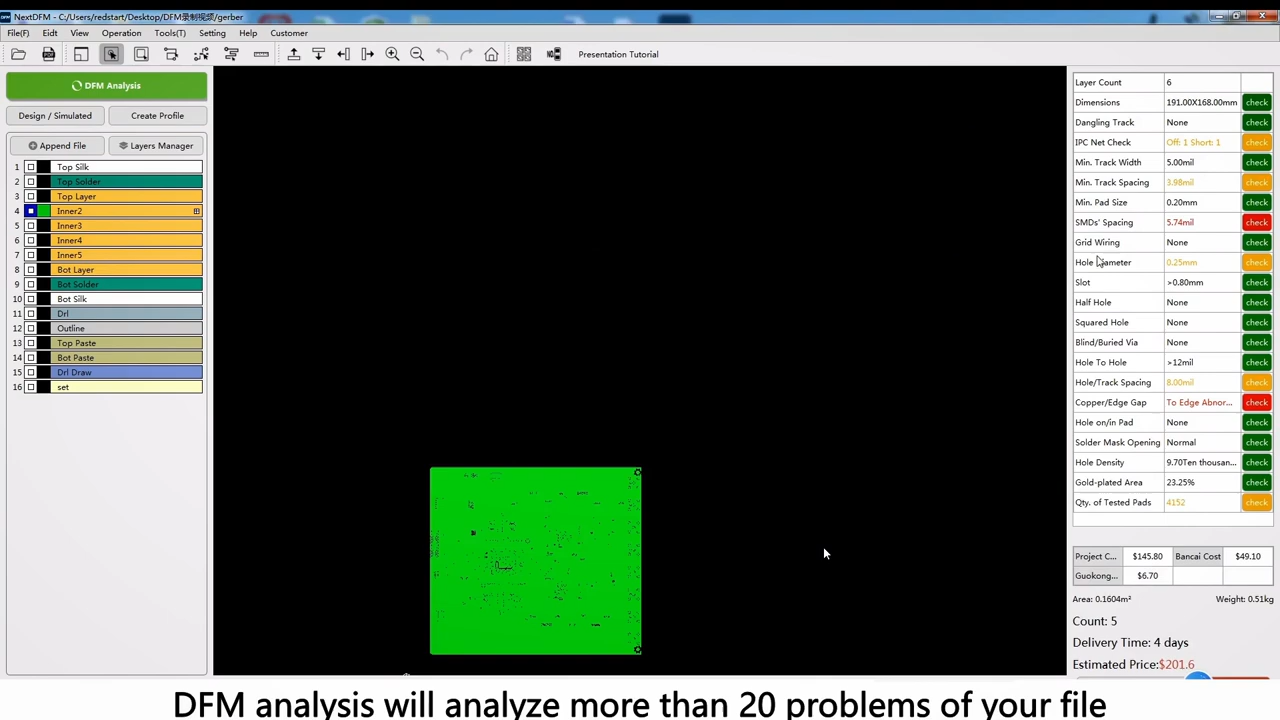 NextDFM - C:/Users/redstart/Desktop/DFM录制视频/gerber
File(F) Edit View Operation Tools(T) Setting Help Customer
Presentation Tutorial
DFM Analysis
Design / Simulated Create Profile
Append File Layers Manager
1 Top Silk
2 Top Solder
3 Top Layer
4 Inner2
5 Inner3
6 Inner4
7 Inner5
8 Bot Layer
9 Bot Solder
10 Bot Silk
11 Drl
12 Outline
13 Top Paste
14 Bot Paste
15 Drl Draw
16 set
Layer Count 6
Dimensions 191.00X168.00mm check
Dangling Track None check
IPC Net Check Off: 1 Short: 1 check
Min. Track Width 5.00mil check
Min. Track Spacing 3.98mil check
Min. Pad Size 0.20mm check
SMDs' Spacing 5.74mil check
Grid Wiring None check
Hole Diameter 0.25mm check
Slot >0.80mm check
Half Hole None check
Squared Hole None check
Blind/Buried Via None check
Hole To Hole >12mil check
Hole/Track Spacing 8.00mil check
Copper/Edge Gap To Edge Abnor... check
Hole on/in Pad None check
Solder Mask Opening Normal check
Hole Density 9.70Ten thousan... check
Gold-plated Area 23.25% check
Qty. of Tested Pads 4152 check
Project C... $145.80 Bancai Cost $49.10
Guokong... $6.70
Area: 0.1604m² Weight: 0.51kg
Count: 5
Delivery Time: 4 days
Estimated Price:$201.6
DFM analysis will analyze more than 20 problems of your file